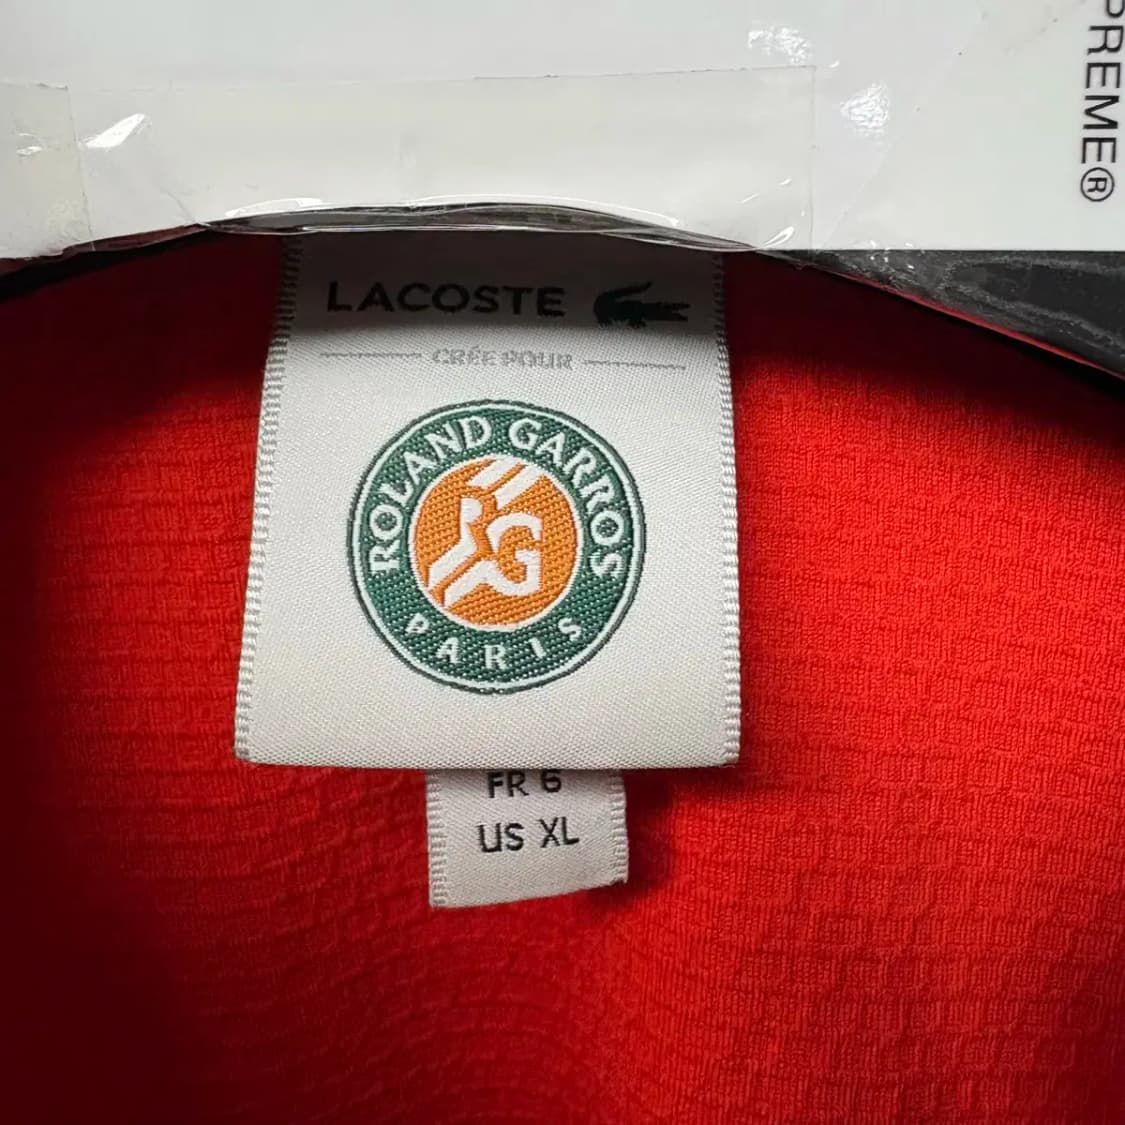 PREME®
LACOSTE
CRÉE POUR
ROLAND GARROS
RG
PARIS
FR 6
US XL